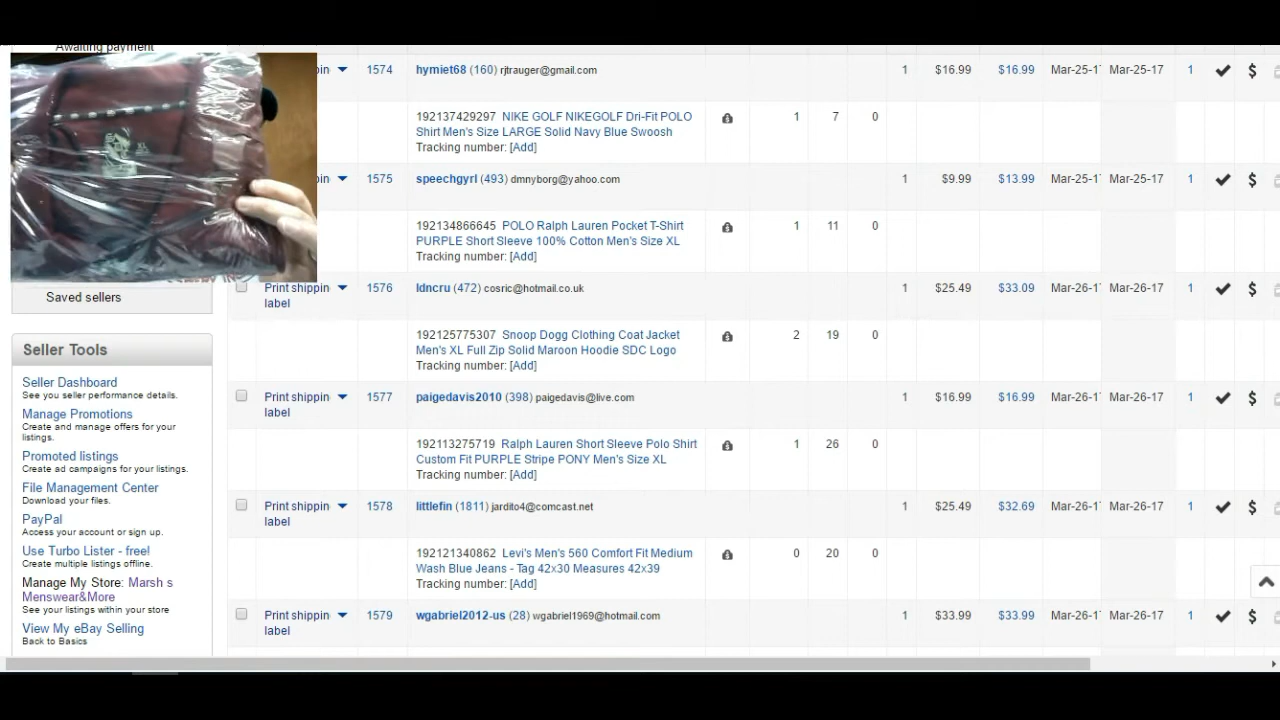 Awaiting payment
1574 hymiet68 (160) rjtrauger@gmail.com 1 $16.99 $16.99 Mar-25-1 Mar-25-17 1
192137429297 NIKE GOLF NIKEGOLF Dri-Fit POLO 1 7 0
Shirt Men's Size LARGE Solid Navy Blue Swoosh
Tracking number: [Add]
1575 speechgyrl (493) dmnyborg@yahoo.com 1 $9.99 $13.99 Mar-25-1 Mar-25-17 1
192134866645 POLO Ralph Lauren Pocket T-Shirt 1 11 0
PURPLE Short Sleeve 100% Cotton Men's Size XL
Tracking number: [Add]
XL
Saved sellers
Print shippin 1576 ldncru (472) cosric@hotmail.co.uk 1 $25.49 $33.09 Mar-26-1 Mar-26-17 1
label
192125775307 Snoop Dogg Clothing Coat Jacket 2 19 0
Men's XL Full Zip Solid Maroon Hoodie SDC Logo
Tracking number: [Add]
Print shippin 1577 paigedavis2010 (398) paigedavis@live.com 1 $16.99 $16.99 Mar-26-1 Mar-26-17 1
label
192113275719 Ralph Lauren Short Sleeve Polo Shirt 1 26 0
Custom Fit PURPLE Stripe PONY Men's Size XL
Tracking number: [Add]
Print shippin 1578 littlefin (1811) jardito4@comcast.net 1 $25.49 $32.69 Mar-26-1 Mar-26-17 1
label
192121340862 Levi's Men's 560 Comfort Fit Medium 0 20 0
Wash Blue Jeans - Tag 42x30 Measures 42x39
Tracking number: [Add]
Print shippin 1579 wgabriel2012-us (28) wgabriel1969@hotmail.com 1 $33.99 $33.99 Mar-26-1 Mar-26-17 1
label
Seller Tools
Seller Dashboard
See you seller performance details.
Manage Promotions
Create and manage offers for your
listings.
Promoted listings
Create ad campaigns for your listings.
File Management Center
Download your files.
PayPal
Access your account or sign up.
Use Turbo Lister - free!
Create multiple listings offline.
Manage My Store: Marsh s
Menswear&More
See your listings within your store
View My eBay Selling
Back to Basics